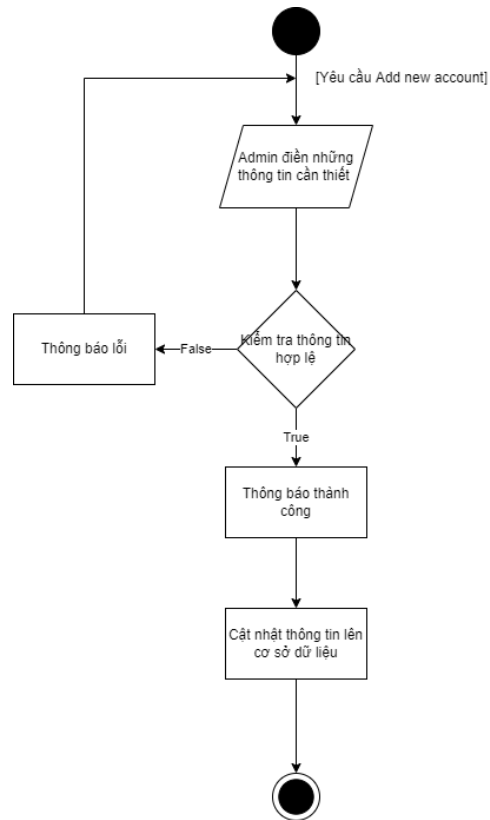 [Yêu cầu Add new account]
Admin điền những
thông tin cần thiết
Kiểm tra thông tin
hợp lệ
False
Thông báo lỗi
True
Thông báo thành
công
Cật nhật thông tin lên
cơ sở dữ liệu